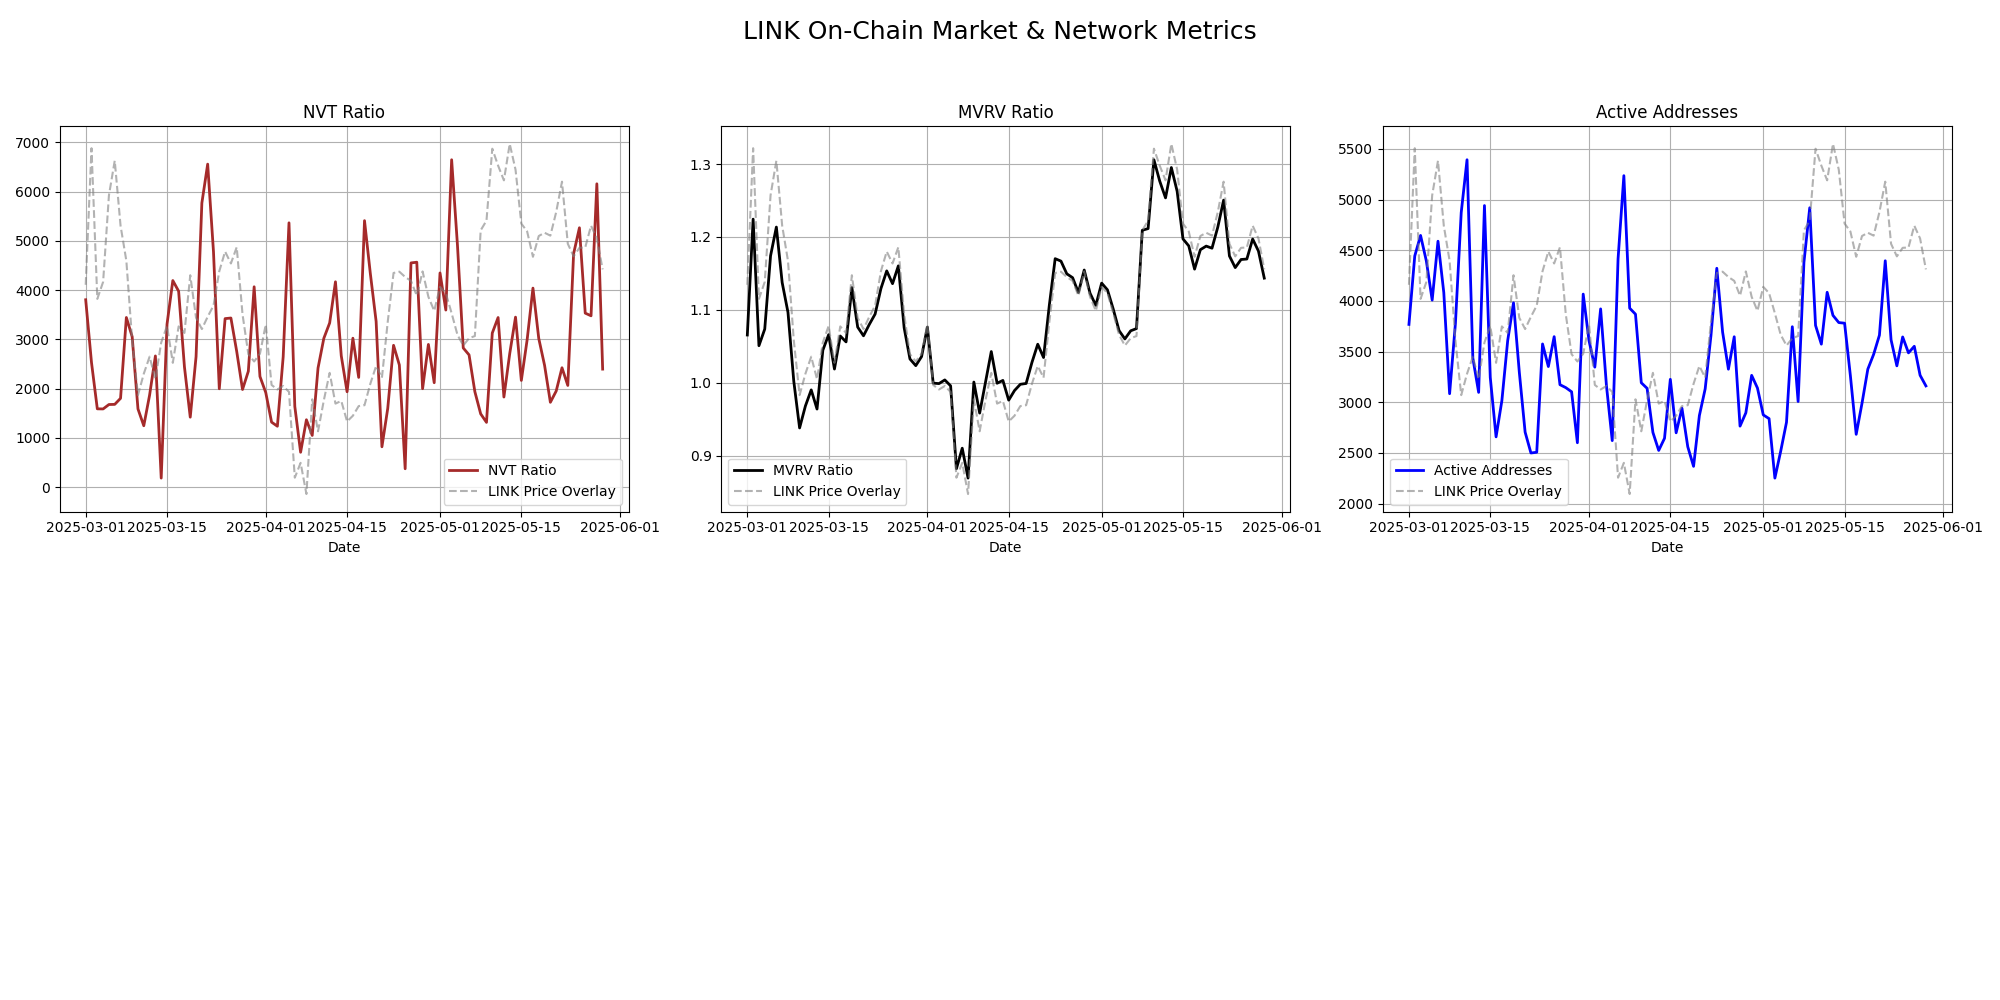 LINK On-Chain Market & Network Metrics
NVT Ratio
7000
6000
5000
4000
3000
2000
1000
0
NVT Ratio
LINK Price Overlay
2025-03-01 2025-03-15 2025-04-01 2025-04-15 2025-05-01 2025-05-15 2025-06-01
Date
MVRV Ratio
1.3
1.2
1.1
1.0
0.9
MVRV Ratio
LINK Price Overlay
2025-03-01 2025-03-15 2025-04-01 2025-04-15 2025-05-01 2025-05-15 2025-06-01
Date
Active Addresses
5500
5000
4500
4000
3500
3000
2500
2000
Active Addresses
LINK Price Overlay
2025-03-01 2025-03-15 2025-04-01 2025-04-15 2025-05-01 2025-05-15 2025-06-01
Date